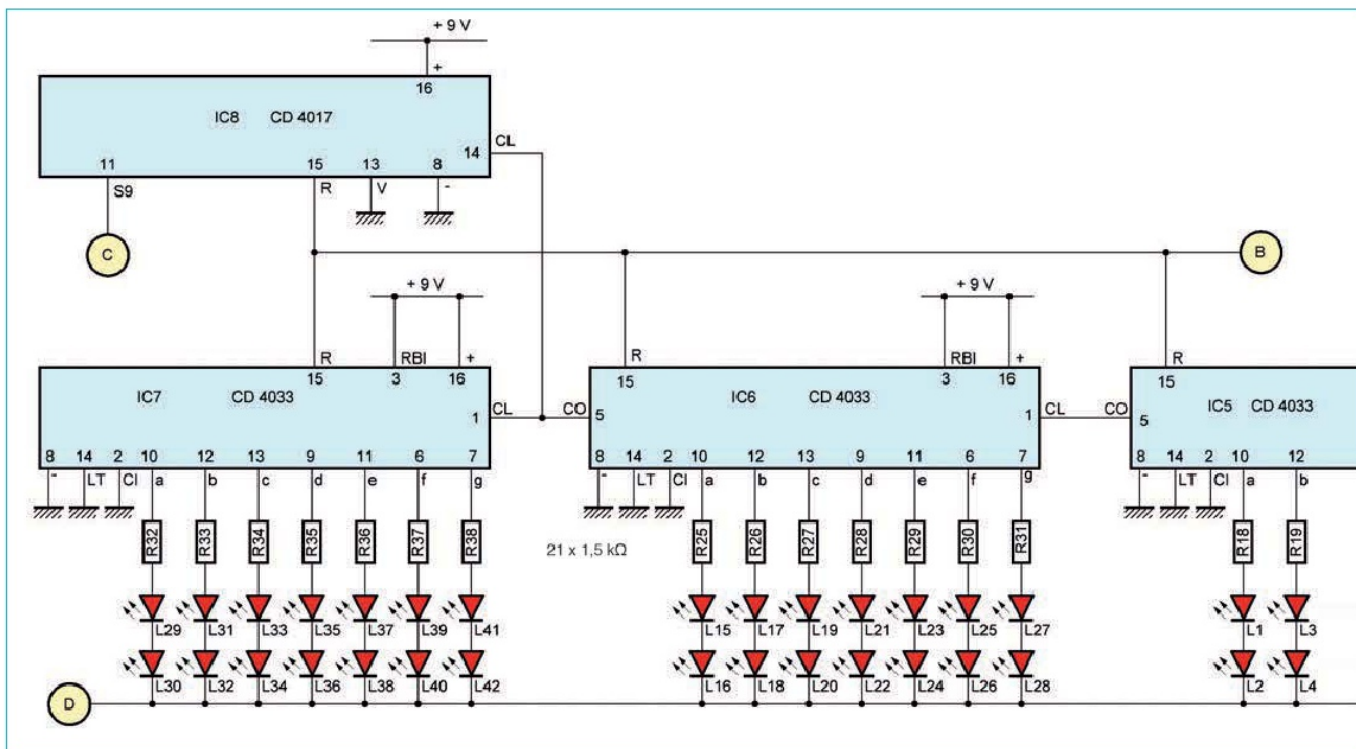 + 9 V
+
16
IC8 CD 4017
CL
14
11 15 13 8
S9 R V -
C
B
+ 9 V
+ 9 V
R RBI +
15 3 16
IC7 CD 4033
CL
1
8 14 2 10 12 13 9 11 6 7
- LT CI a b c d e f g
R32 R33 R34 R35 R36 R37 R38
L29 L31 L33 L35 L37 L39 L41
L30 L32 L34 L36 L38 L40 L42
R RBI +
15 3 16
CO
5
IC6 CD 4033
CL
1
8 14 2 10 12 13 9 11 6 7
- LT CI a b c d e f g
21 x 1,5 kΩ
R25 R26 R27 R28 R29 R30 R31
L15 L17 L19 L21 L23 L25 L27
L16 L18 L20 L22 L24 L26 L28
R
15
CO
5
IC5 CD 4033
8 14 2 10 12
- LT CI a b
R18 R19
L1 L3
L2 L4
D